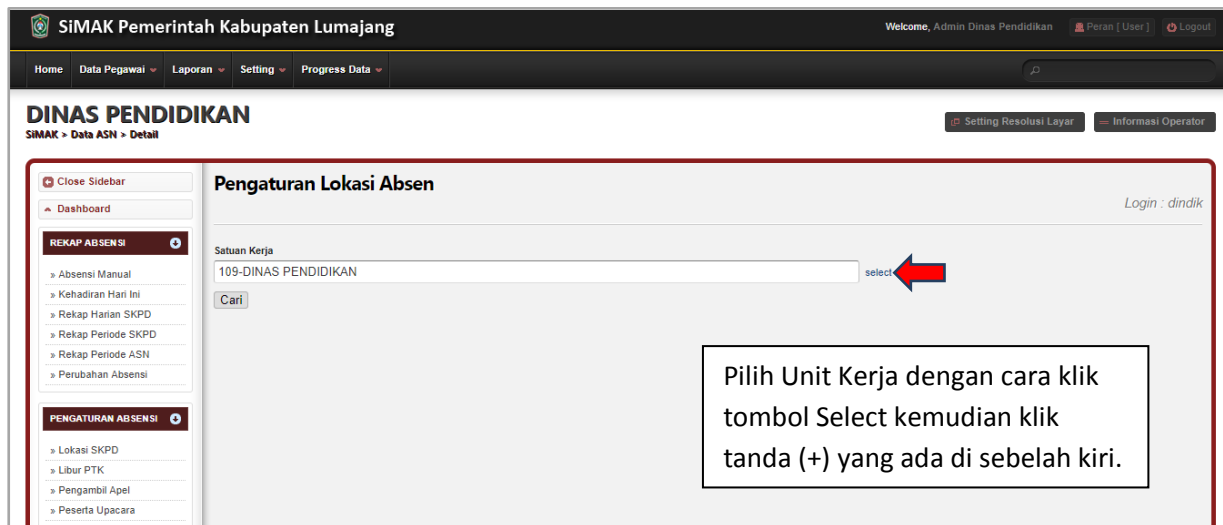 SiMAK Pemerintah Kabupaten Lumajang
Welcome, Admin Dinas Pendidikan Peran [ User ] Logout
Home Data Pegawai Laporan Setting Progress Data
DINAS PENDIDIKAN
SiMAK > Data ASN > Detail
Setting Resolusi Layar Informasi Operator
Close Sidebar
Dashboard
REKAP ABSENSI
» Absensi Manual
» Kehadiran Hari Ini
» Rekap Harian SKPD
» Rekap Periode SKPD
» Rekap Periode ASN
» Perubahan Absensi
PENGATURAN ABSENSI
» Lokasi SKPD
» Libur PTK
» Pengambil Apel
» Peserta Upacara
Pengaturan Lokasi Absen
Login : dindik
Satuan Kerja
109-DINAS PENDIDIKAN select
Cari
Pilih Unit Kerja dengan cara klik
tombol Select kemudian klik
tanda (+) yang ada di sebelah kiri.